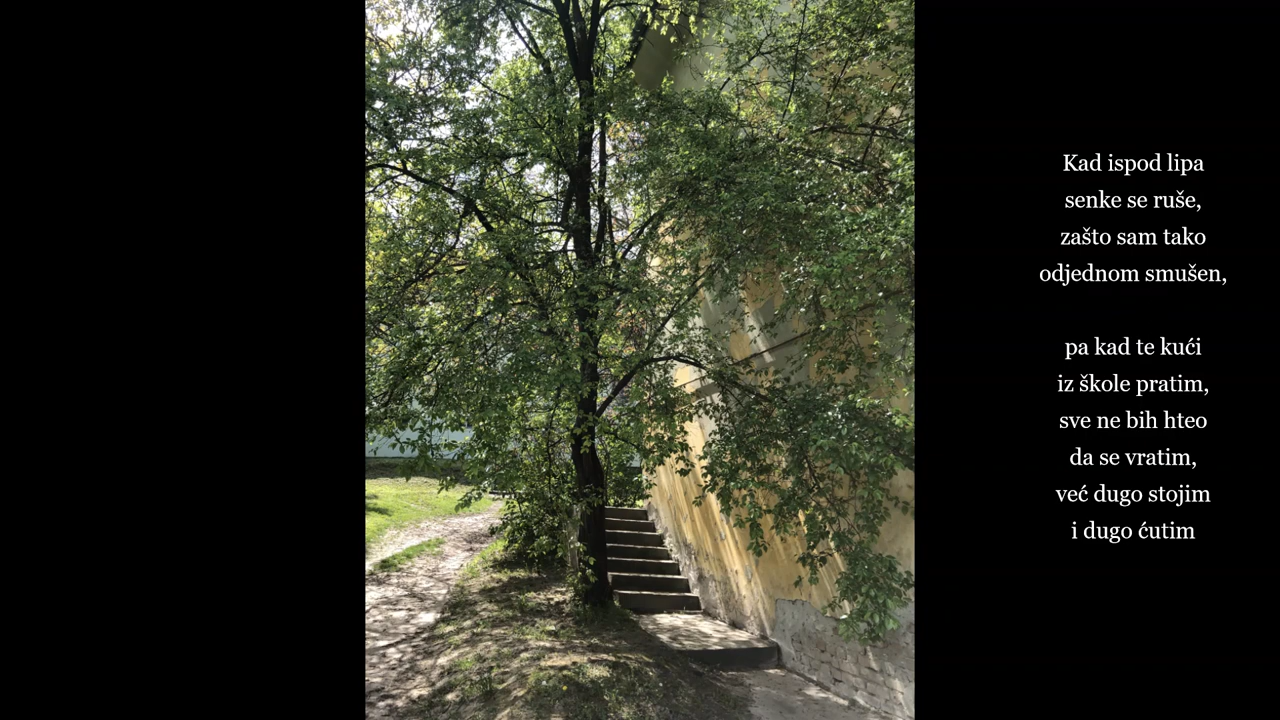 Kad ispod lipa
senke se ruše,
zašto sam tako
odjednom smušen,
pa kad te kući
iz škole pratim,
sve ne bih hteo
da se vratim,
već dugo stojim
i dugo ćutim